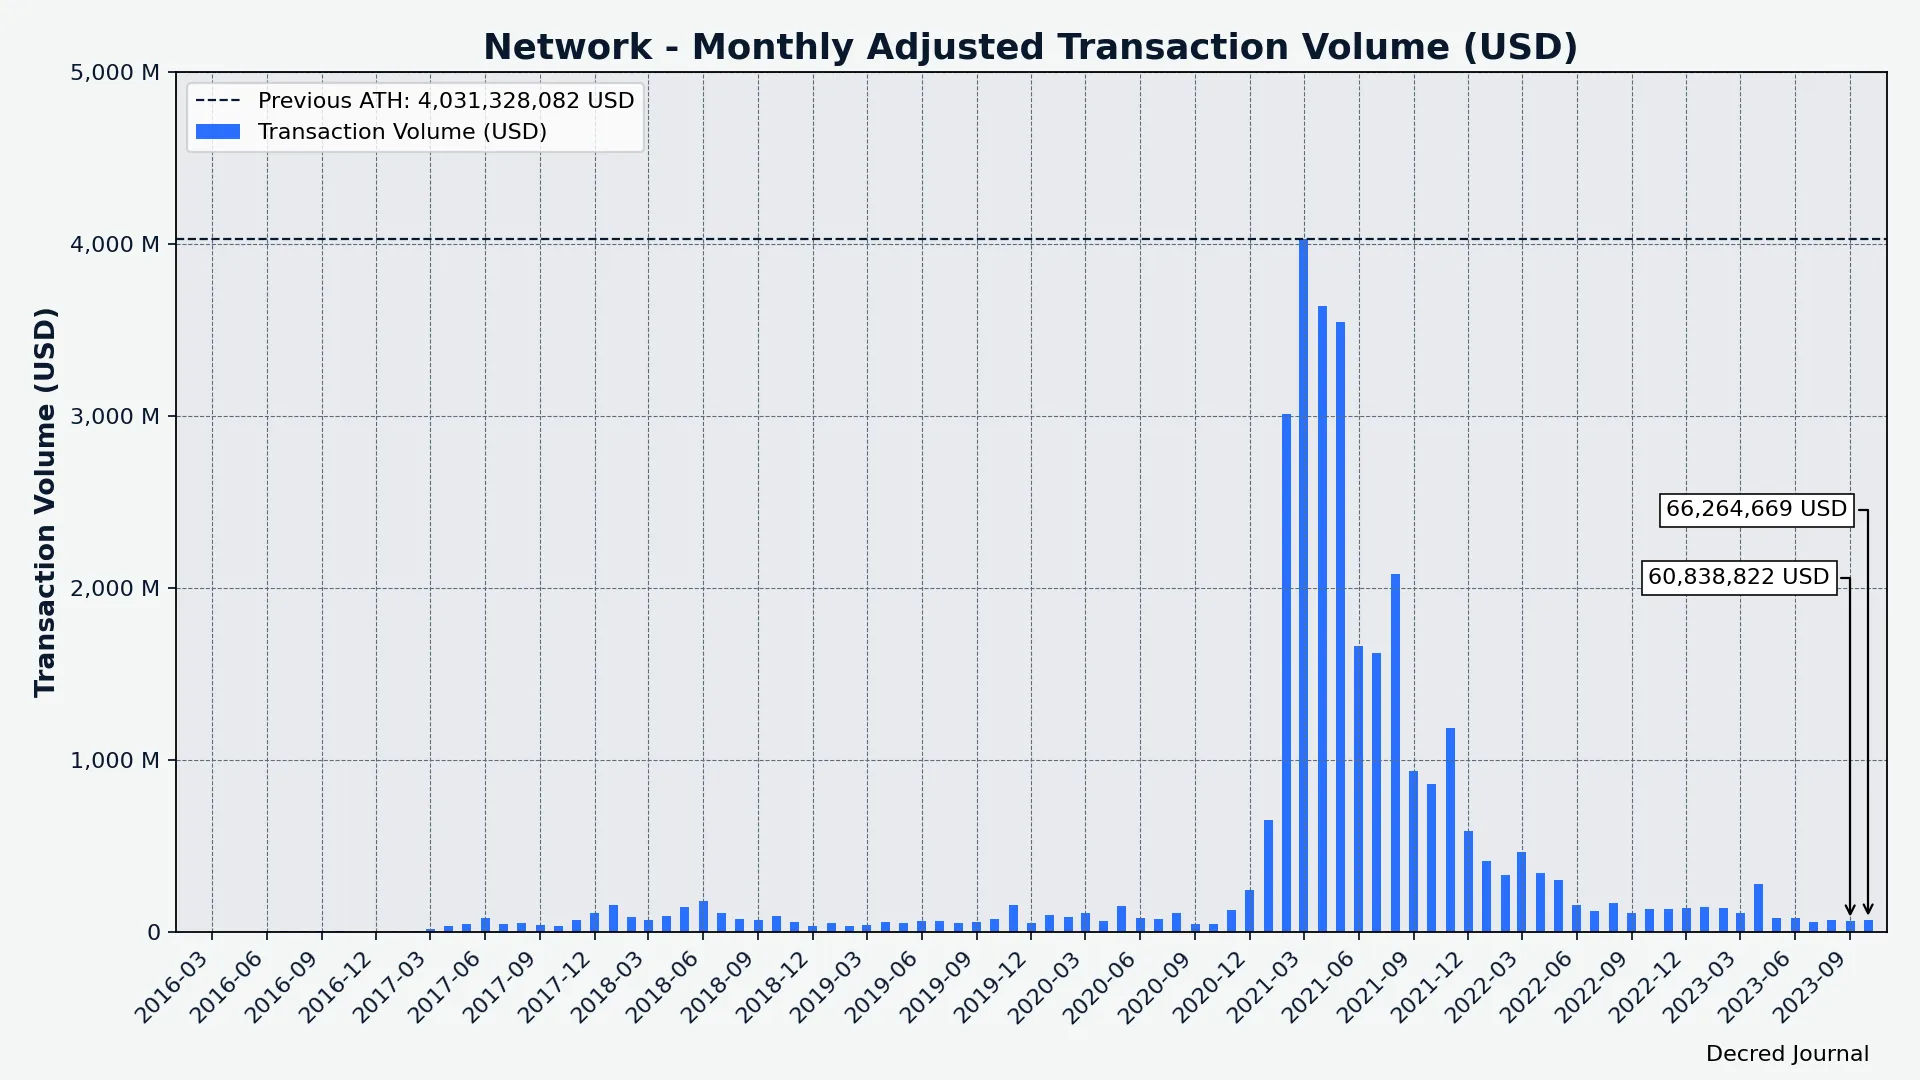 Network - Monthly Adjusted Transaction Volume (USD)
Previous ATH: 4,031,328,082 USD
Transaction Volume (USD)
Transaction Volume (USD)
5,000 M
4,000 M
3,000 M
2,000 M
1,000 M
0
66,264,669 USD
60,838,822 USD
2016-03
2016-06
2016-09
2016-12
2017-03
2017-06
2017-09
2017-12
2018-03
2018-06
2018-09
2018-12
2019-03
2019-06
2019-09
2019-12
2020-03
2020-06
2020-09
2020-12
2021-03
2021-06
2021-09
2021-12
2022-03
2022-06
2022-09
2022-12
2023-03
2023-06
2023-09
Decred Journal